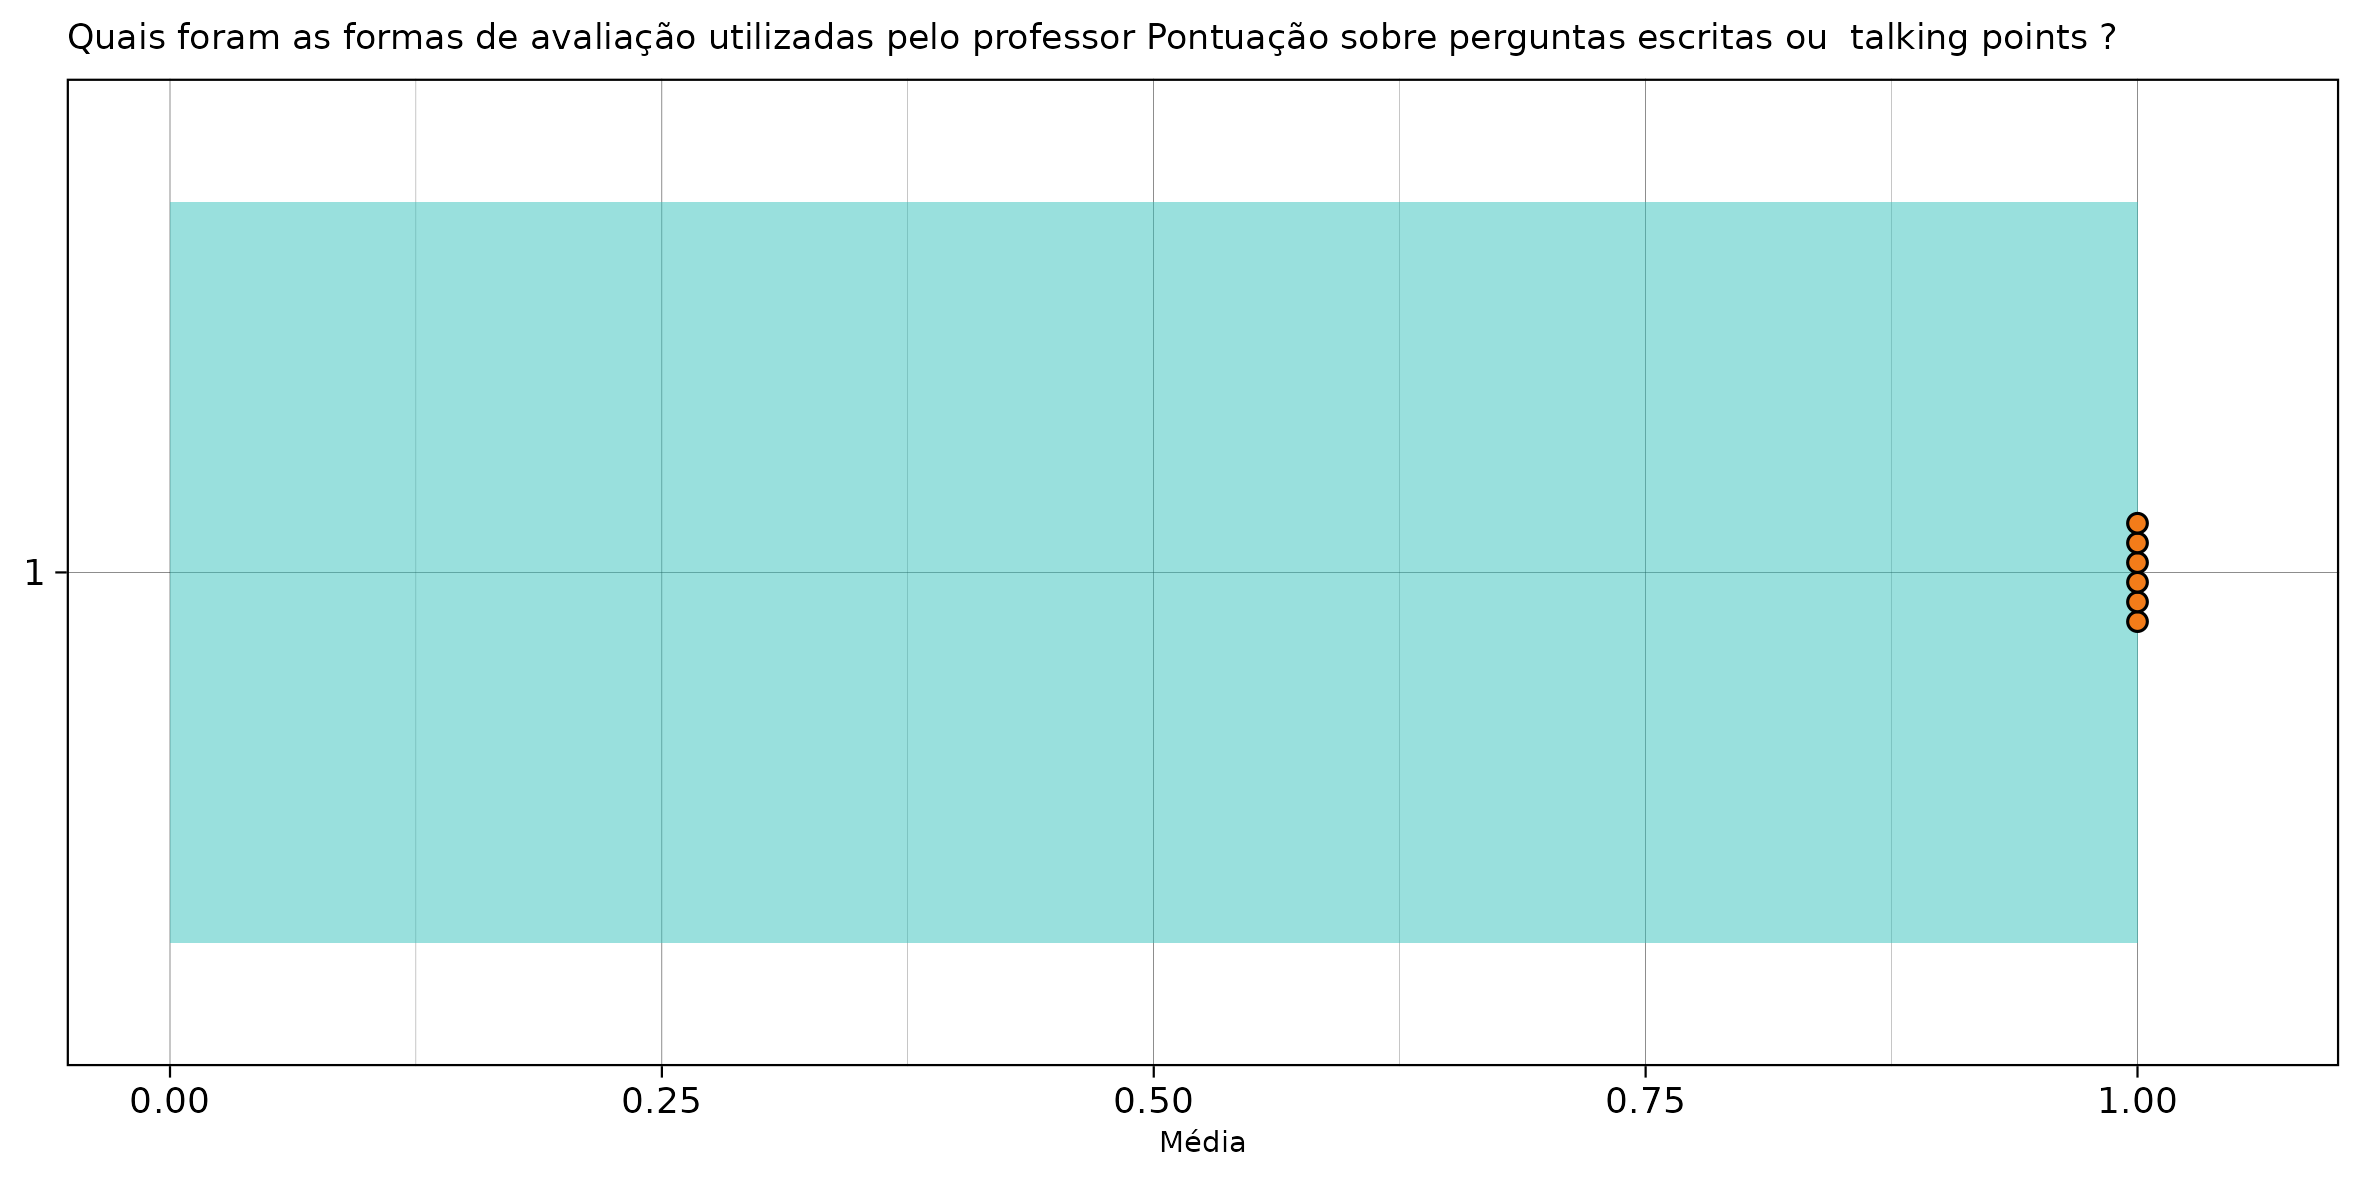 Quais foram as formas de avaliação utilizadas pelo professor Pontuação sobre perguntas escritas ou  talking points ?
1
0.00 0.25 0.50 0.75 1.00
Média